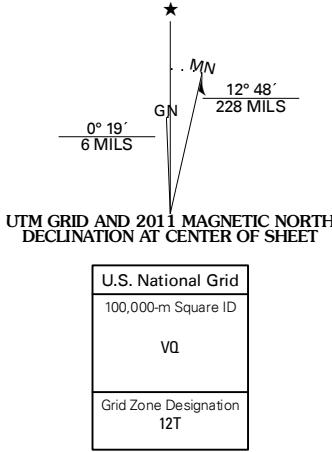 ★
MN
GN
12° 48´
228 MILS
0° 19´
6 MILS
UTM GRID AND 2011 MAGNETIC NORTH
DECLINATION AT CENTER OF SHEET
U.S. National Grid
100,000-m Square ID
VQ
Grid Zone Designation
12T